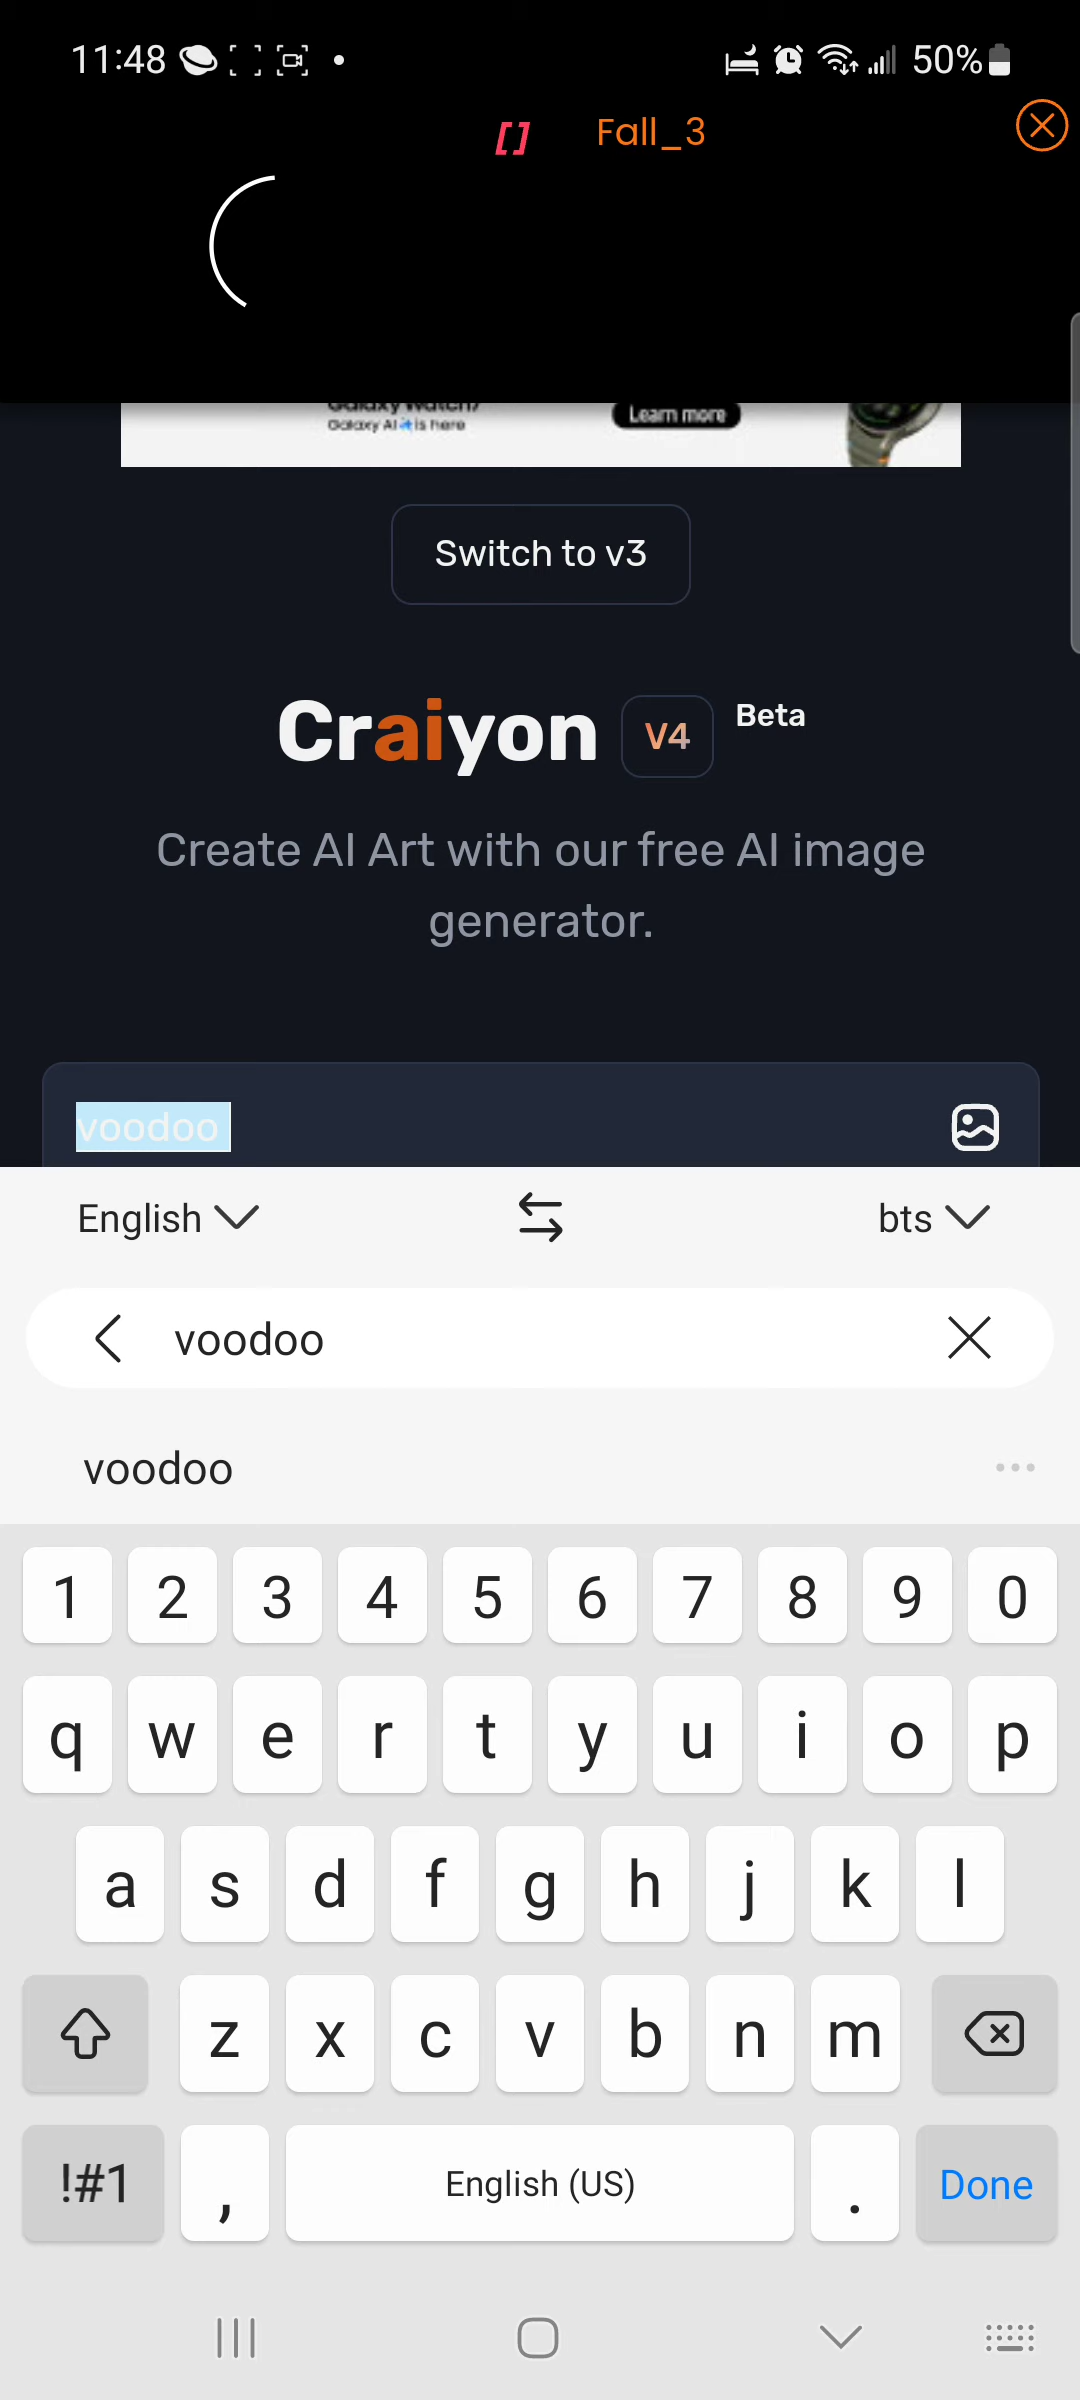 11:48 50%
[] Fall_3
Galaxy Watch7
Galaxy AI is here
Learn more
Switch to v3
Craiyon V4 Beta
Create AI Art with our free AI image
generator.
voodoo
English bts
voodoo
voodoo
1 2 3 4 5 6 7 8 9 0
q w e r t y u i o p
a s d f g h j k l
z x c v b n m
!#1 , English (US) . Done